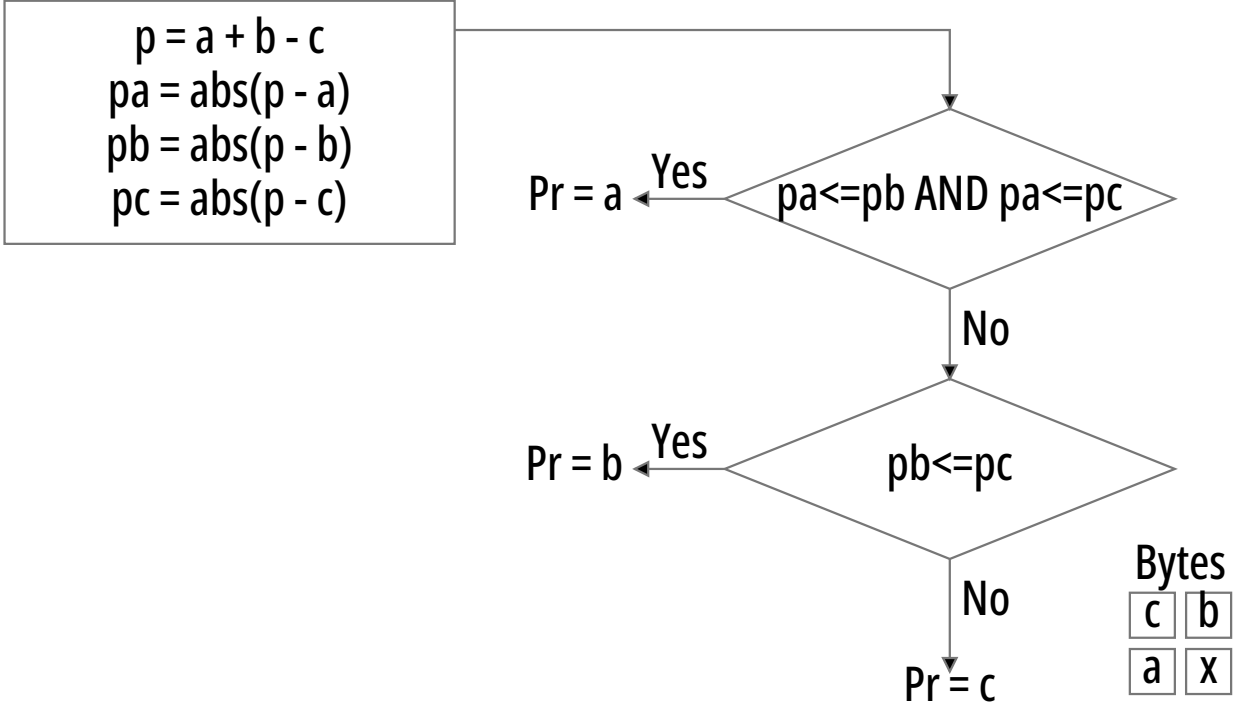 p = a + b - c
pa = abs(p - a)
pb = abs(p - b)
pc = abs(p - c)
Pr = a
Yes
pa<=pb AND pa<=pc
No
Pr = b
Yes
pb<=pc
No
Pr = c
Bytes
c b
a x